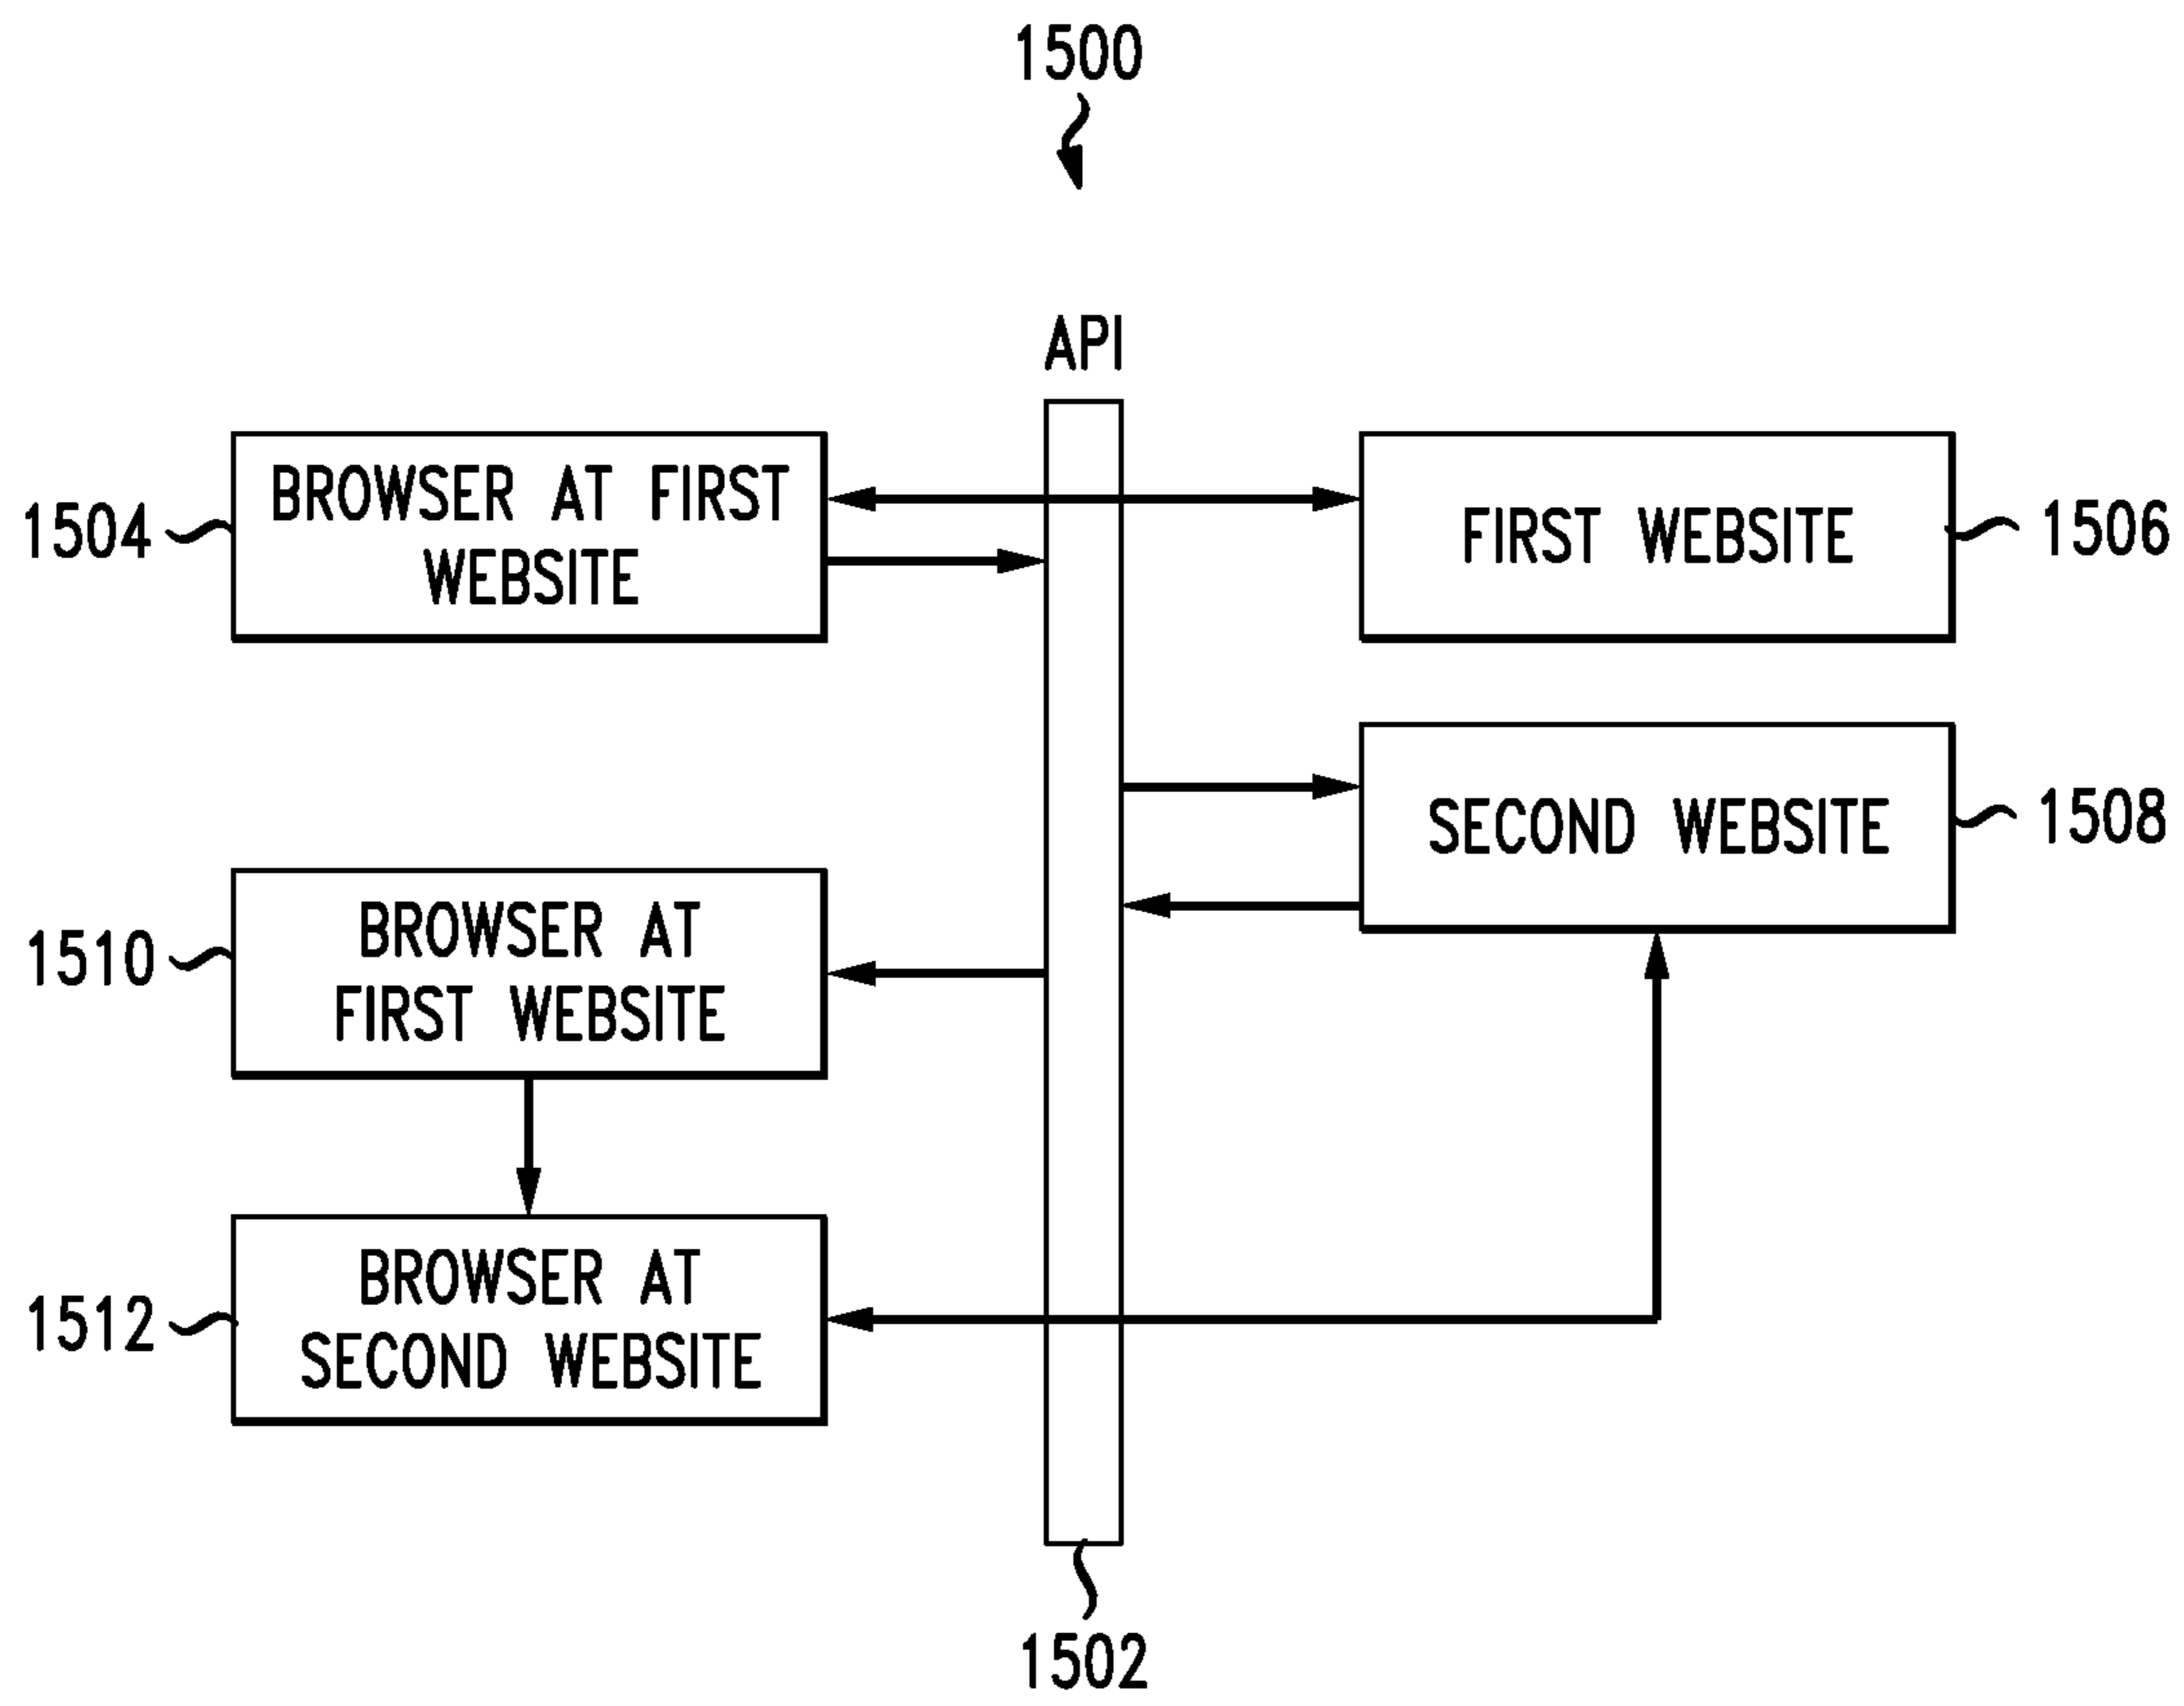 1500
API
BROWSER AT FIRST
WEBSITE
1504
FIRST WEBSITE
1506
SECOND WEBSITE
1508
BROWSER AT
FIRST WEBSITE
1510
BROWSER AT
SECOND WEBSITE
1512
1502